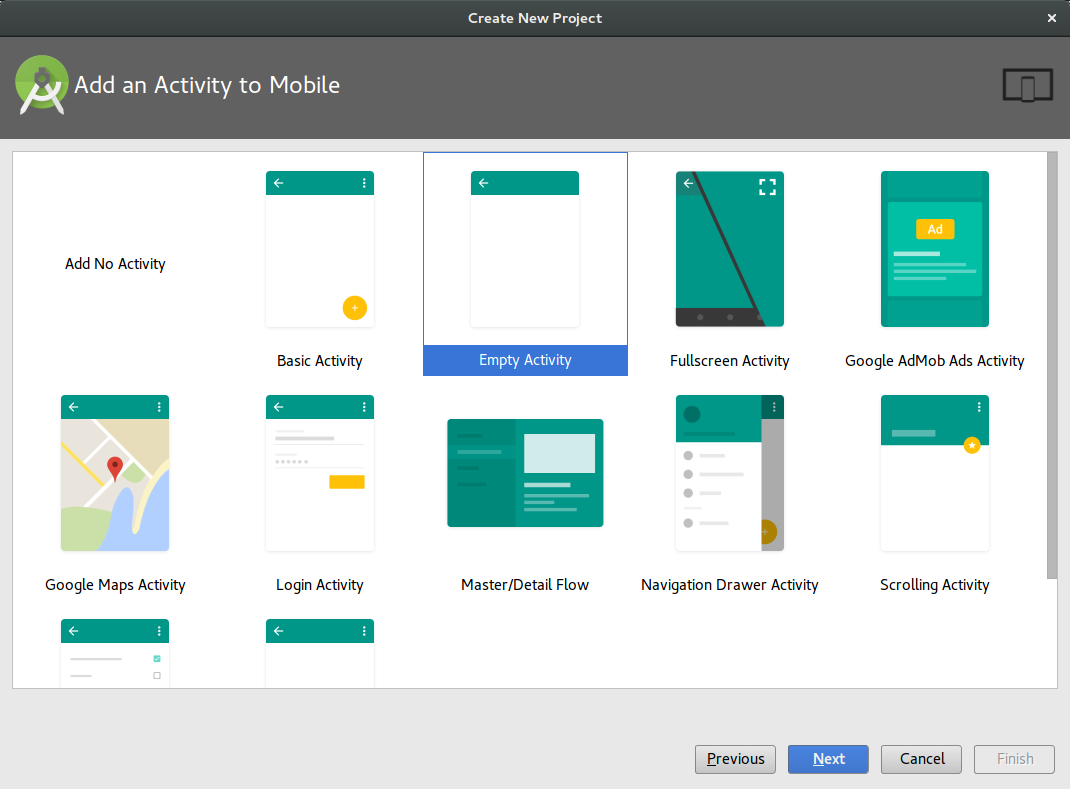 Create New Project
Add an Activity to Mobile
Add No Activity
Basic Activity
Empty Activity
Fullscreen Activity
Ad
Google AdMob Ads Activity
Google Maps Activity
Login Activity
Master/Detail Flow
Navigation Drawer Activity
Scrolling Activity
Previous
Next
Cancel
Finish